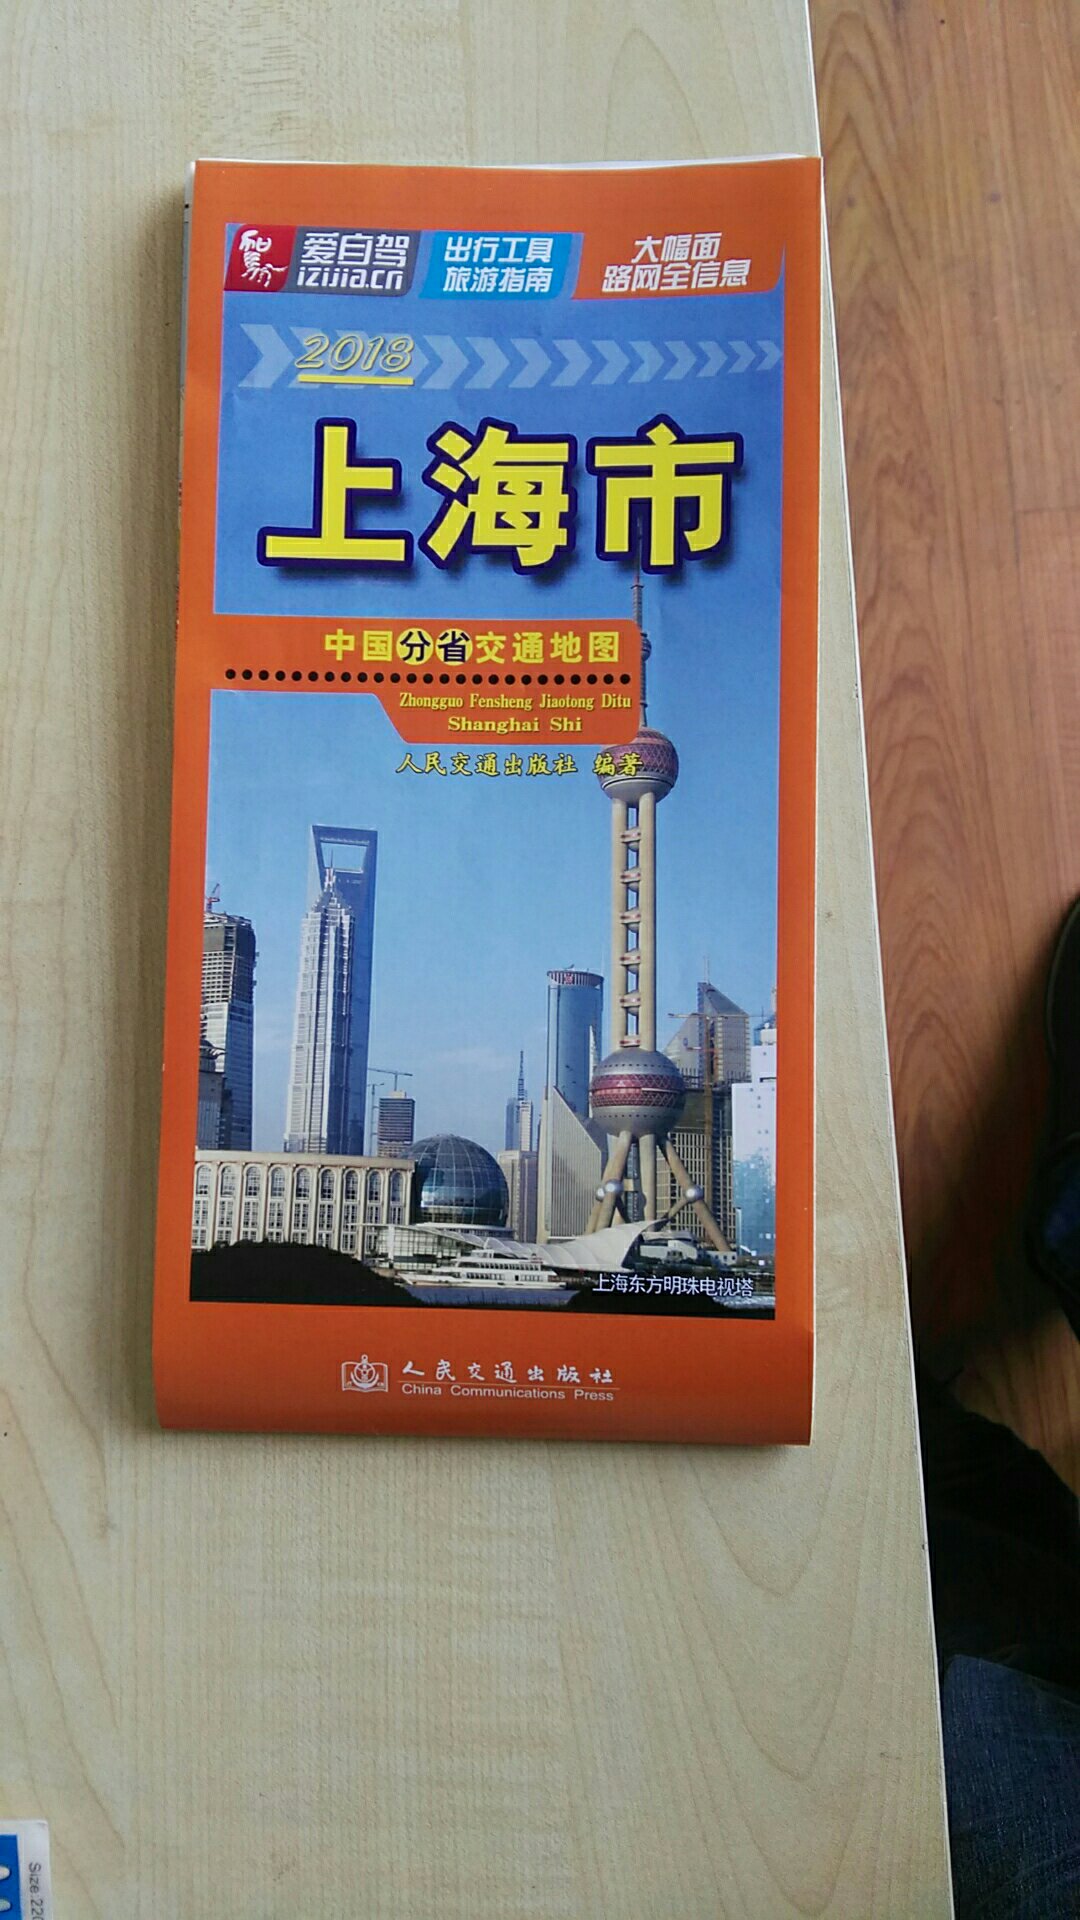 爱自驾
izijia.cn
出行工具
旅游指南
大幅面
路网全信息
2018
上海市
中国分省交通地图
Zhongguo Fensheng Jiaotong Ditu
Shanghai Shi
人民交通出版社 编著
上海东方明珠电视塔
人民交通出版社
China Communications Press